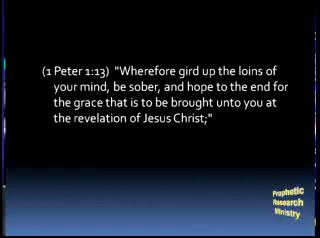 (1 Peter 1:13)  "Wherefore gird up the loins of
your mind, be sober, and hope to the end for
the grace that is to be brought unto you at
the revelation of Jesus Christ;"
Prophetic
Research
Ministry